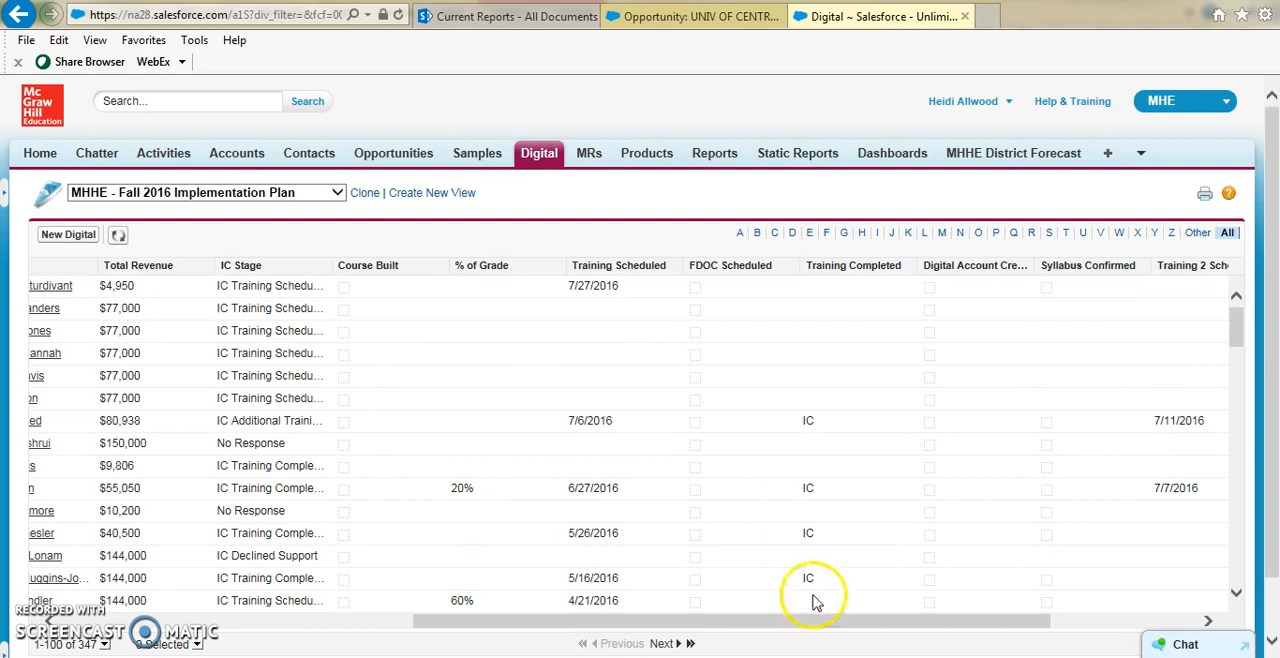 https://na28.salesforce.com/a1S?div_filter=&fcf=00
Current Reports - All Documents
Opportunity: UNIV OF CENTR...
Digital ~ Salesforce - Unlimi...
File Edit View Favorites Tools Help
x Share Browser WebEx
Mc
Graw
Hill
Education
Search... Search
Heidi Allwood Help & Training MHE
Home Chatter Activities Accounts Contacts Opportunities Samples Digital MRs Products Reports Static Reports Dashboards MHHE District Forecast +
MHHE - Fall 2016 Implementation Plan Clone | Create New View
New Digital A B C D E F G H I J K L M N O P Q R S T U V W X Y Z Other All
Total Revenue IC Stage Course Built % of Grade Training Scheduled FDOC Scheduled Training Completed Digital Account Cre... Syllabus Confirmed Training 2 Sch
turdivant $4,950 IC Training Schedu... 7/27/2016
anders $77,000 IC Training Schedu...
ones $77,000 IC Training Schedu...
annah $77,000 IC Training Schedu...
avis $77,000 IC Training Schedu...
on $77,000 IC Training Schedu...
ed $80,938 IC Additional Traini... 7/6/2016 IC 7/11/2016
shrui $150,000 No Response
ls $9,806 IC Training Comple...
n $55,050 IC Training Comple... 20% 6/27/2016 IC 7/7/2016
more $10,200 No Response
esler $40,500 IC Training Comple... 5/26/2016 IC
Lonam $144,000 IC Declined Support
uggins-Jo... $144,000 IC Training Comple... 5/16/2016 IC
ndler $144,000 IC Training Schedu... 60% 4/21/2016
RECORDED WITH
SCREENCAST MATIC
1-100 of 347 0 Selected Previous Next
Chat